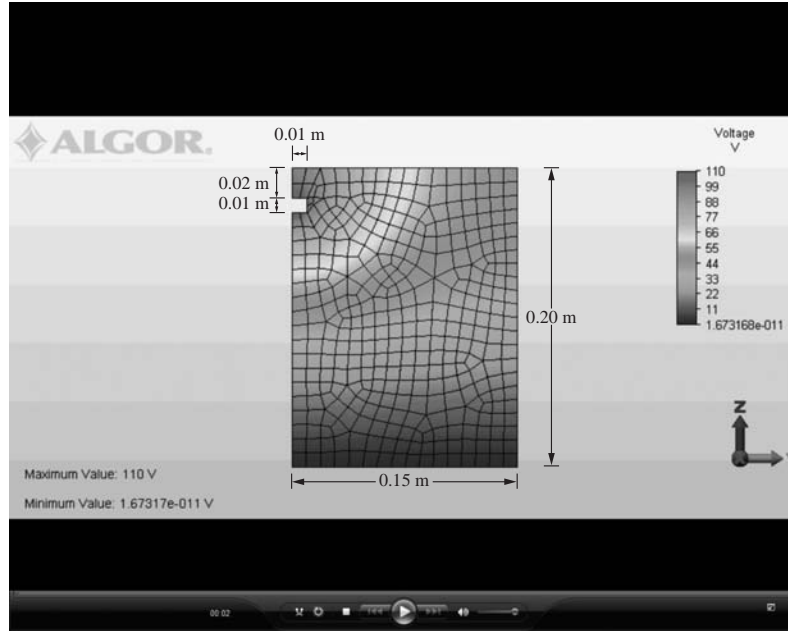 ALGOR.
0.01 m
0.02 m
0.01 m
0.20 m
0.15 m
Voltage
V
110
99
88
77
66
55
44
33
22
11
1.673168e-011
Z
Maximum Value: 110 V
Minimum Value: 1.67317e-011 V
00:02